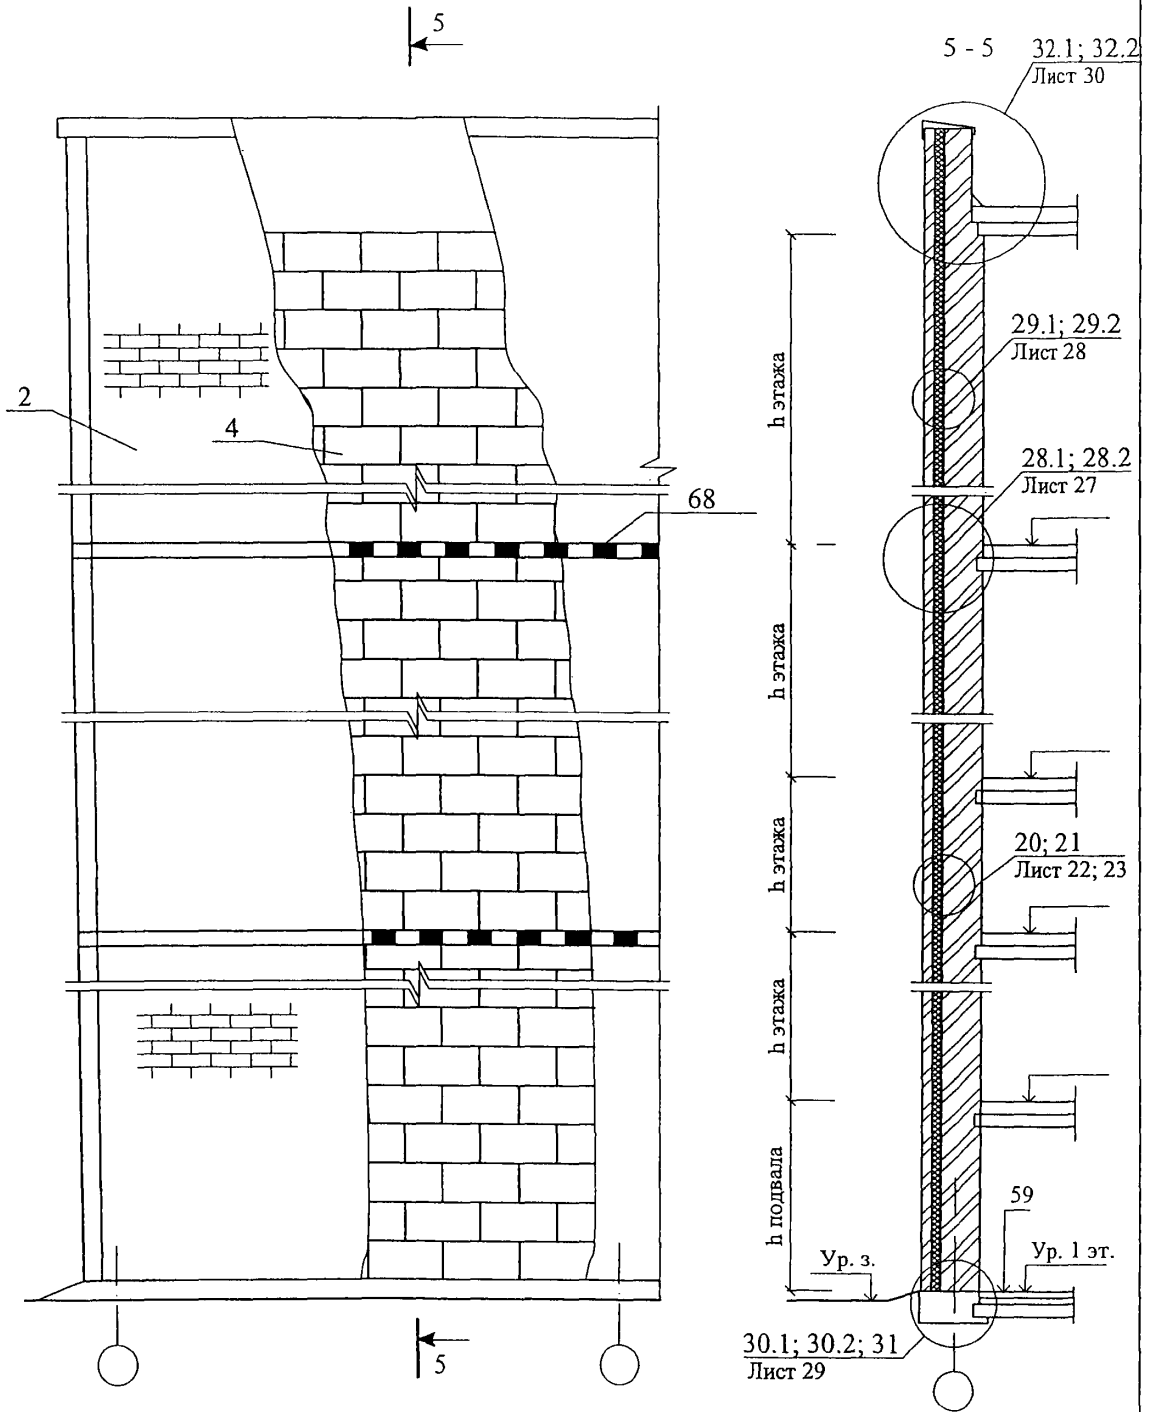 5
5 - 5
32.1; 32.2
Лист 30
29.1; 29.2
Лист 28
2
4
h этажа
28.1; 28.2
Лист 27
68
h этажа
h этажа
20; 21
Лист 22; 23
h этажа
h подвала
59
Ур. з.
Ур. 1 эт.
5
30.1; 30.2; 31
Лист 29